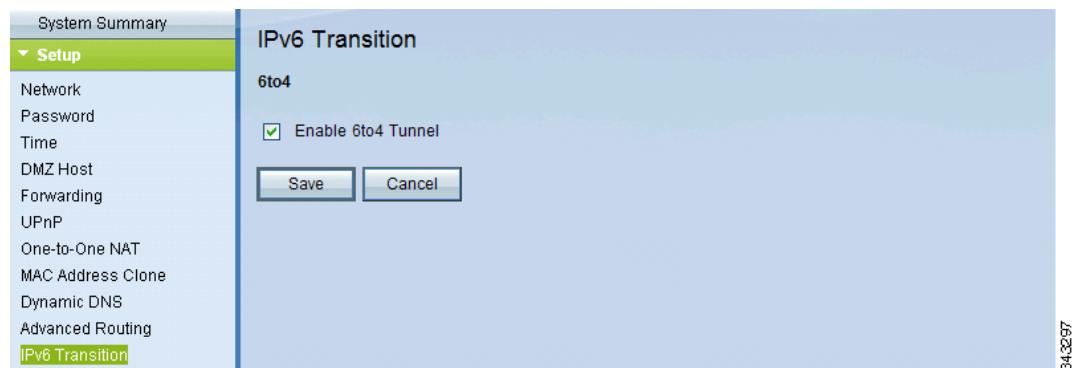 System Summary
Setup
Network
Password
Time
DMZ Host
Forwarding
UPnP
One-to-One NAT
MAC Address Clone
Dynamic DNS
Advanced Routing
IPv6 Transition
IPv6 Transition
6to4
Enable 6to4 Tunnel
Save Cancel
343297